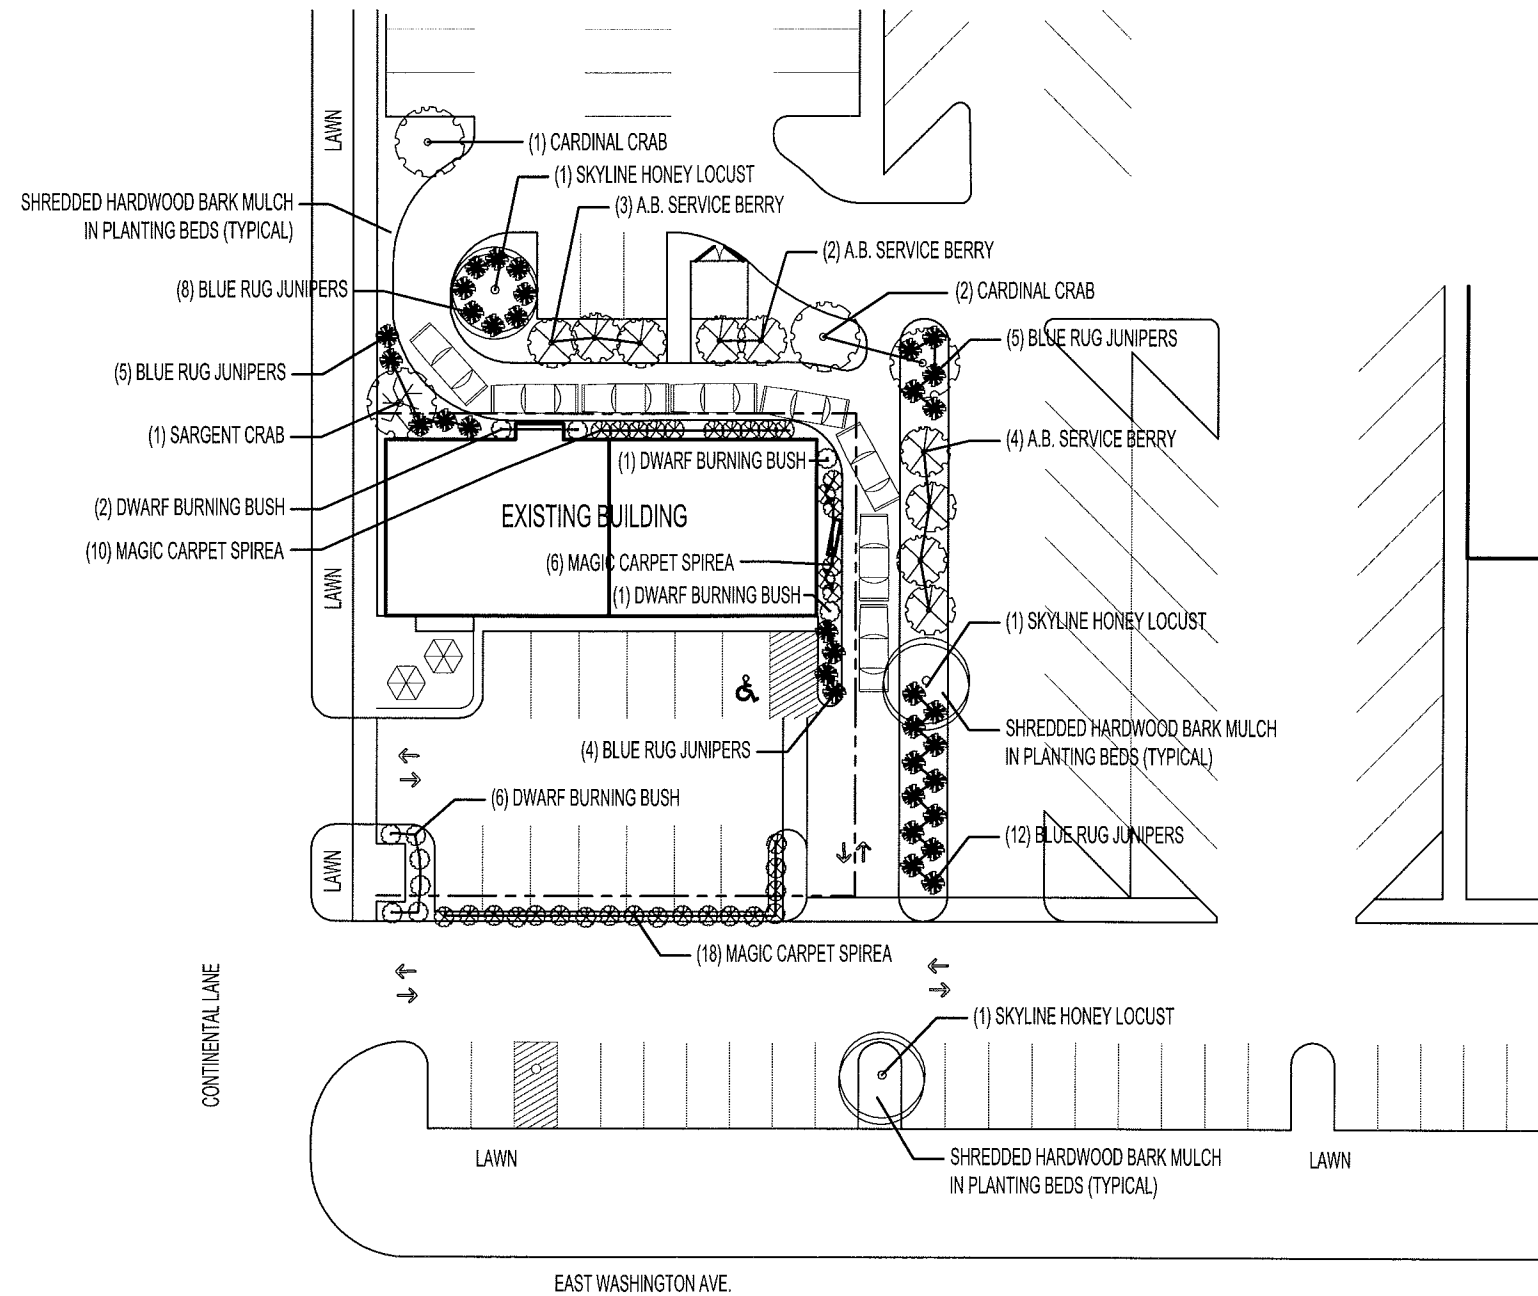 LAWN
(1) CARDINAL CRAB
(1) SKYLINE HONEY LOCUST
SHREDDED HARDWOOD BARK MULCH
IN PLANTING BEDS (TYPICAL)
(3) A.B. SERVICE BERRY
(2) A.B. SERVICE BERRY
(8) BLUE RUG JUNIPERS
(2) CARDINAL CRAB
(5) BLUE RUG JUNIPERS
(5) BLUE RUG JUNIPERS
(1) SARGENT CRAB
(4) A.B. SERVICE BERRY
(1) DWARF BURNING BUSH
(2) DWARF BURNING BUSH
EXISTING BUILDING
(10) MAGIC CARPET SPIREA
(6) MAGIC CARPET SPIREA
LAWN
(1) DWARF BURNING BUSH
(1) SKYLINE HONEY LOCUST
SHREDDED HARDWOOD BARK MULCH
IN PLANTING BEDS (TYPICAL)
(4) BLUE RUG JUNIPERS
(6) DWARF BURNING BUSH
(12) BLUE RUG JUNIPERS
LAWN
(18) MAGIC CARPET SPIREA
CONTINENTAL LANE
(1) SKYLINE HONEY LOCUST
LAWN
SHREDDED HARDWOOD BARK MULCH
IN PLANTING BEDS (TYPICAL)
LAWN
EAST WASHINGTON AVE.